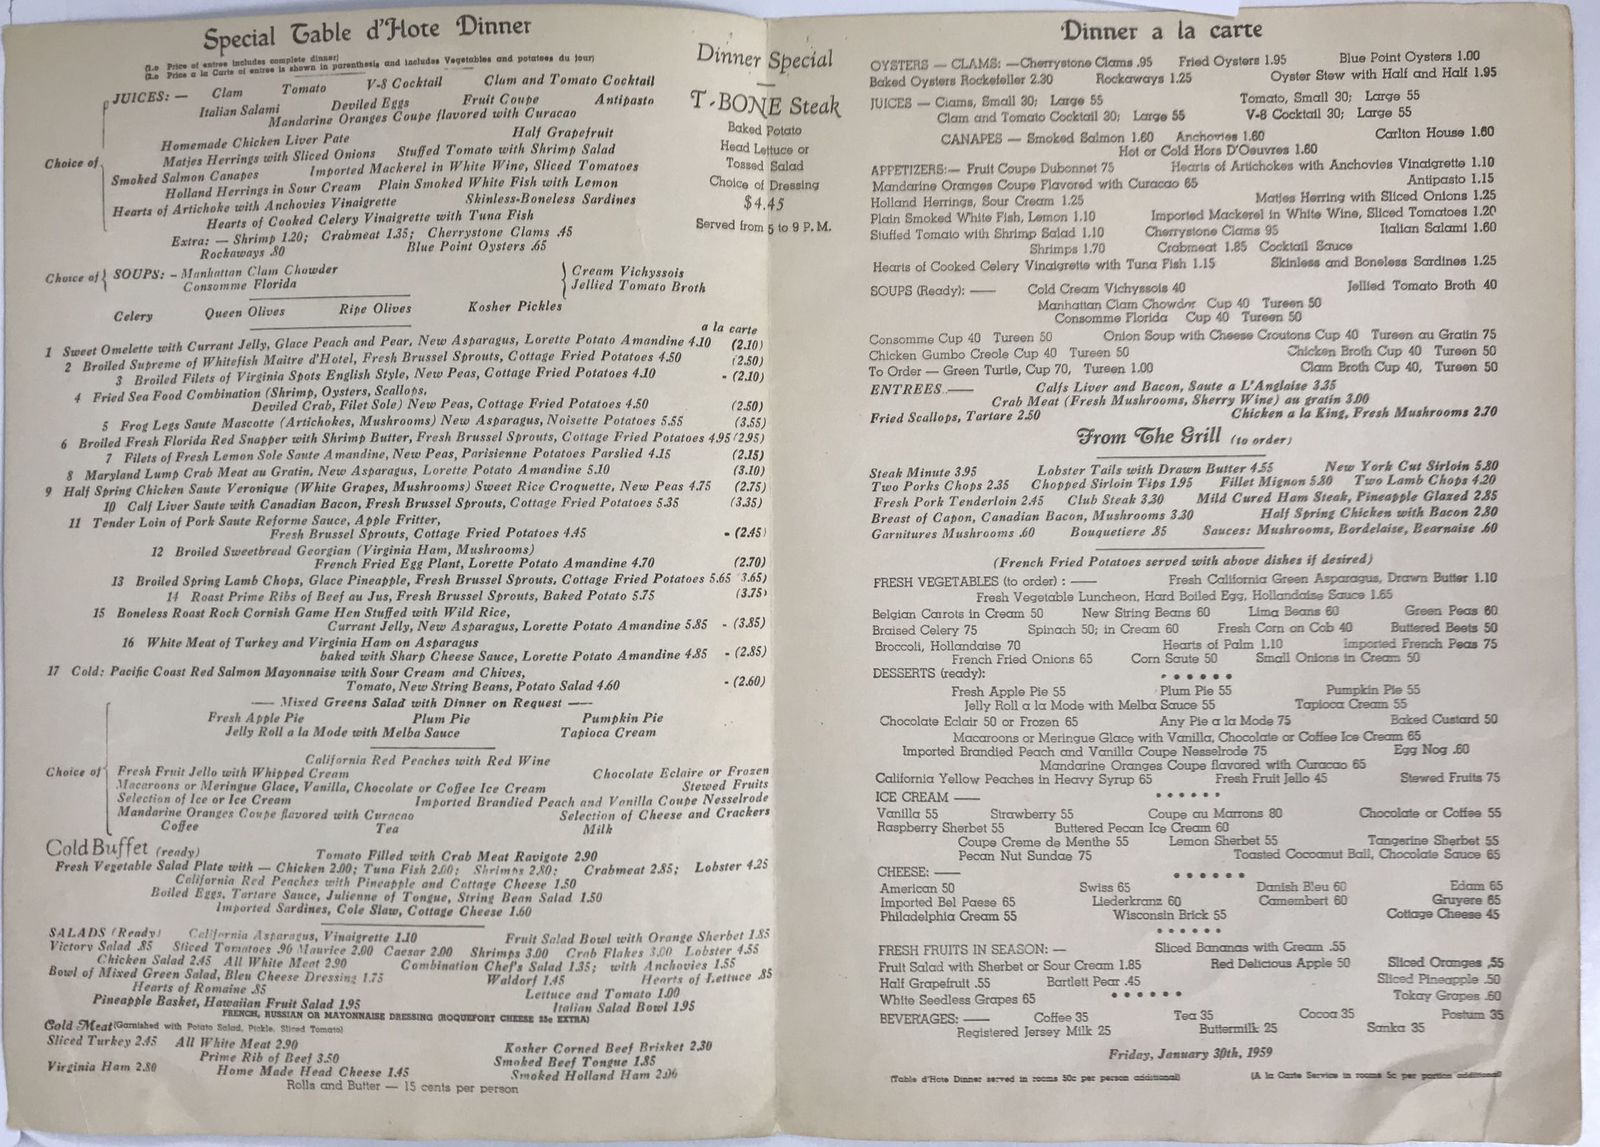 Special Table d'Hote Dinner
(1.0 Price of entree includes complete dinner)
(2.0 Price a la Carte of entree is shown in parenthesis and includes Vegetables and potatoes du jour)
JUICES: — Clam Tomato V-8 Cocktail Clam and Tomato Cocktail
Italian Salami Deviled Eggs Fruit Coupe Antipasto
Mandarine Oranges Coupe flavored with Curacao
Homemade Chicken Liver Pate Half Grapefruit
Choice of Matjes Herrings with Sliced Onions Stuffed Tomato with Shrimp Salad
Smoked Salmon Canapes Imported Mackerel in White Wine, Sliced Tomatoes
Holland Herrings in Sour Cream Plain Smoked White Fish with Lemon
Hearts of Artichoke with Anchovies Vinaigrette Skinless-Boneless Sardines
Hearts of Cooked Celery Vinaigrette with Tuna Fish
Extra: — Shrimp 1.20; Crabmeat 1.35; Cherrystone Clams .45
Rockaways .80 Blue Point Oysters .65
Choice of SOUPS: - Manhattan Clam Chowder Cream Vichyssois
Consomme Florida Jellied Tomato Broth
Celery Queen Olives Ripe Olives Kosher Pickles
a la carte
1 Sweet Omelette with Currant Jelly, Glace Peach and Pear, New Asparagus, Lorette Potato Amandine 4.10 (2.10)
2 Broiled Supreme of Whitefish Maitre d'Hotel, Fresh Brussel Sprouts, Cottage Fried Potatoes 4.50 (2.50)
3 Broiled Filets of Virginia Spots English Style, New Peas, Cottage Fried Potatoes 4.10 - (2.10)
4 Fried Sea Food Combination (Shrimp, Oysters, Scallops,
Deviled Crab, Filet Sole) New Peas, Cottage Fried Potatoes 4.50 (2.50)
5 Frog Legs Saute Mascotte (Artichokes, Mushrooms) New Asparagus, Noisette Potatoes 5.55 (3.55)
6 Broiled Fresh Florida Red Snapper with Shrimp Butter, Fresh Brussel Sprouts, Cottage Fried Potatoes 4.95 (2.95)
7 Filets of Fresh Lemon Sole Saute Amandine, New Peas, Parisienne Potatoes Parslied 4.15 (2.15)
8 Maryland Lump Crab Meat au Gratin, New Asparagus, Lorette Potato Amandine 5.10 (3.10)
9 Half Spring Chicken Saute Veronique (White Grapes, Mushrooms) Sweet Rice Croquette, New Peas 4.75 (2.75)
10 Calf Liver Saute with Canadian Bacon, Fresh Brussel Sprouts, Cottage Fried Potatoes 5.35 (3.35)
11 Tender Loin of Pork Saute Reforme Sauce, Apple Fritter,
Fresh Brussel Sprouts, Cottage Fried Potatoes 4.45 - (2.45)
12 Broiled Sweetbread Georgian (Virginia Ham, Mushrooms)
French Fried Egg Plant, Lorette Potato Amandine 4.70 (2.70)
13 Broiled Spring Lamb Chops, Glace Pineapple, Fresh Brussel Sprouts, Cottage Fried Potatoes 5.65 3.65)
14 Roast Prime Ribs of Beef au Jus, Fresh Brussel Sprouts, Baked Potato 5.75 (3.75)
15 Boneless Roast Rock Cornish Game Hen Stuffed with Wild Rice,
Currant Jelly, New Asparagus, Lorette Potato Amandine 5.85 - (3.85)
16 White Meat of Turkey and Virginia Ham on Asparagus
baked with Sharp Cheese Sauce, Lorette Potato Amandine 4.85 - (2.85)
17 Cold: Pacific Coast Red Salmon Mayonnaise with Sour Cream and Chives,
Tomato, New String Beans, Potato Salad 4.60 - (2.60)
—— Mixed Greens Salad with Dinner on Request ——
Fresh Apple Pie Plum Pie Pumpkin Pie
Jelly Roll a la Mode with Melba Sauce Tapioca Cream
California Red Peaches with Red Wine
Choice of Fresh Fruit Jello with Whipped Cream Chocolate Eclaire or Frozen
Macaroons or Meringue Glace, Vanilla, Chocolate or Coffee Ice Cream Stewed Fruits
Selection of Ice or Ice Cream Imported Brandied Peach and Vanilla Coupe Nesselrode
Mandarine Oranges Coupe flavored with Curacao Selection of Cheese and Crackers
Coffee Tea Milk
Cold Buffet (ready) Tomato Filled with Crab Meat Ravigote 2.90
Fresh Vegetable Salad Plate with — Chicken 2.00; Tuna Fish 2.00; Shrimps 2.80; Crabmeat 2.85; Lobster 4.25
California Red Peaches with Pineapple and Cottage Cheese 1.50
Boiled Eggs, Tartare Sauce, Julienne of Tongue, String Bean Salad 1.50
Imported Sardines, Cole Slaw, Cottage Cheese 1.60
SALADS (Ready) California Asparagus, Vinaigrette 1.10 Fruit Salad Bowl with Orange Sherbet 1.85
Victory Salad .85 Sliced Tomatoes .90 Maurice 2.00 Caesar 2.00 Shrimps 3.00 Crab Flakes 3.00 Lobster 4.55
Chicken Salad 2.45 All White Meat 2.90 Combination Chef's Salad 1.35; with Anchovies 1.55
Bowl of Mixed Green Salad, Bleu Cheese Dressing 1.75 Waldorf 1.45 Hearts of Lettuce .85
Hearts of Romaine .85 Lettuce and Tomato 1.00
Pineapple Basket, Hawaiian Fruit Salad 1.95 Italian Salad Bowl 1.95
FRENCH, RUSSIAN OR MAYONNAISE DRESSING (ROQUEFORT CHEESE 25c EXTRA)
Cold Meat (Garnished with Potato Salad, Pickle, Sliced Tomato)
Sliced Turkey 2.45 All White Meat 2.90 Kosher Corned Beef Brisket 2.30
Prime Rib of Beef 3.50 Smoked Beef Tongue 1.85
Virginia Ham 2.80 Home Made Head Cheese 1.45 Smoked Holland Ham 2.00
Rolls and Butter — 15 cents per person
Dinner Special
T-BONE Steak
Baked Potato
Head Lettuce or
Tossed Salad
Choice of Dressing
$4.45
Served from 5 to 9 P. M.
Dinner a la carte
OYSTERS — CLAMS: —Cherrystone Clams .95 Fried Oysters 1.95 Blue Point Oysters 1.00
Baked Oysters Rockefeller 2.30 Rockaways 1.25 Oyster Stew with Half and Half 1.95
JUICES — Clams, Small 30; Large 55 Tomato, Small 30; Large 55
Clam and Tomato Cocktail 30; Large 55 V-8 Cocktail 30; Large 55
CANAPES — Smoked Salmon 1.60 Anchovies 1.60 Carlton House 1.60
Hot or Cold Hors D'Oeuvres 1.60
APPETIZERS:— Fruit Coupe Dubonnet 75 Hearts of Artichokes with Anchovies Vinaigrette 1.10
Mandarine Oranges Coupe Flavored with Curacao 65 Antipasto 1.15
Holland Herrings, Sour Cream 1.25 Matjes Herring with Sliced Onions 1.25
Plain Smoked White Fish, Lemon 1.10 Imported Mackerel in White Wine, Sliced Tomatoes 1.20
Stuffed Tomato with Shrimp Salad 1.10 Cherrystone Clams 95 Italian Salami 1.60
Shrimps 1.70 Crabmeat 1.85 Cocktail Sauce
Hearts of Cooked Celery Vinaigrette with Tuna Fish 1.15 Skinless and Boneless Sardines 1.25
SOUPS (Ready): —— Cold Cream Vichyssois 40 Jellied Tomato Broth 40
Manhattan Clam Chowder Cup 40 Tureen 50
Consomme Florida Cup 40 Tureen 50
Consomme Cup 40 Tureen 50 Onion Soup with Cheese Croutons Cup 40 Tureen au Gratin 75
Chicken Gumbo Creole Cup 40 Tureen 50 Chicken Broth Cup 40 Tureen 50
To Order — Green Turtle, Cup 70, Tureen 1.00 Clam Broth Cup 40, Tureen 50
ENTREES —— Calfs Liver and Bacon, Saute a L'Anglaise 3.35
Crab Meat (Fresh Mushrooms, Sherry Wine) au gratin 3.00
Fried Scallops, Tartare 2.50 Chicken a la King, Fresh Mushrooms 2.70
From The Grill (to order)
Steak Minute 3.95 Lobster Tails with Drawn Butter 4.55 New York Cut Sirloin 5.80
Two Porks Chops 2.35 Chopped Sirloin Tips 1.95 Fillet Mignon 5.80 Two Lamb Chops 4.20
Fresh Pork Tenderloin 2.45 Club Steak 3.30 Mild Cured Ham Steak, Pineapple Glazed 2.85
Breast of Capon, Canadian Bacon, Mushrooms 3.30 Half Spring Chicken with Bacon 2.80
Garnitures Mushrooms .60 Bouquetiere .85 Sauces: Mushrooms, Bordelaise, Bearnaise .60
(French Fried Potatoes served with above dishes if desired)
FRESH VEGETABLES (to order) : —— Fresh California Green Asparagus, Drawn Butter 1.10
Fresh Vegetable Luncheon, Hard Boiled Egg, Hollandaise Sauce 1.65
Belgian Carrots in Cream 50 New String Beans 60 Lima Beans 60 Green Peas 60
Braised Celery 75 Spinach 50; in Cream 60 Fresh Corn on Cob 40 Buttered Beets 50
Broccoli, Hollandaise 70 Hearts of Palm 1.10 Imported French Peas 75
French Fried Onions 65 Corn Saute 50 Small Onions in Cream 50
DESSERTS (ready):
Fresh Apple Pie 55 Plum Pie 55 Pumpkin Pie 55
Jelly Roll a la Mode with Melba Sauce 55 Tapioca Cream 55
Chocolate Eclair 50 or Frozen 65 Any Pie a la Mode 75 Baked Custard 50
Macaroons or Meringue Glace with Vanilla, Chocolate or Coffee Ice Cream 65
Imported Brandied Peach and Vanilla Coupe Nesselrode 75 Egg Nog .60
Mandarine Oranges Coupe flavored with Curacao 65
California Yellow Peaches in Heavy Syrup 65 Fresh Fruit Jello 45 Stewed Fruits 75
ICE CREAM ——
Vanilla 55 Strawberry 55 Coupe au Marrons 80 Chocolate or Coffee 55
Raspberry Sherbet 55 Buttered Pecan Ice Cream 60
Coupe Creme de Menthe 55 Lemon Sherbet 55 Tangerine Sherbet 55
Pecan Nut Sundae 75 Toasted Cocoanut Ball, Chocolate Sauce 65
CHEESE: ——
American 50 Swiss 65 Danish Bleu 60 Edam 65
Imported Bel Paese 65 Liederkranz 60 Camembert 60 Gruyere 65
Philadelphia Cream 55 Wisconsin Brick 55 Cottage Cheese 45
FRESH FRUITS IN SEASON: — Sliced Bananas with Cream .55
Fruit Salad with Sherbet or Sour Cream 1.85 Red Delicious Apple 50 Sliced Oranges .55
Half Grapefruit .55 Bartlett Pear .45 Sliced Pineapple .50
White Seedless Grapes 65 Tokay Grapes .60
BEVERAGES: —— Coffee 35 Tea 35 Cocoa 35 Postum 35
Registered Jersey Milk 25 Buttermilk 25 Sanka 35
Friday, January 30th, 1959
(Table d'Hote Dinner served in rooms 50c per person additional) (A la Carte Service in rooms 5c per portion additional)